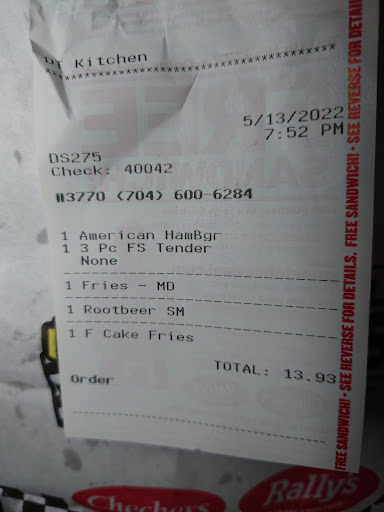 UT Kitchen
5/13/2022
7:52 PM
DS275
Check: 40042
#3770 (704) 600-6284
1 American HamBgr
1 3 Pc FS Tender
None
1 Fries - MD
1 Rootbeer SM
1 F Cake Fries
TOTAL: 13.93
Order
FREE SANDWICH! • SEE REVERSE FOR DETAILS. FREE SANDWICH! • SEE REVERSE FOR DETAIL
Checkers
Rallys